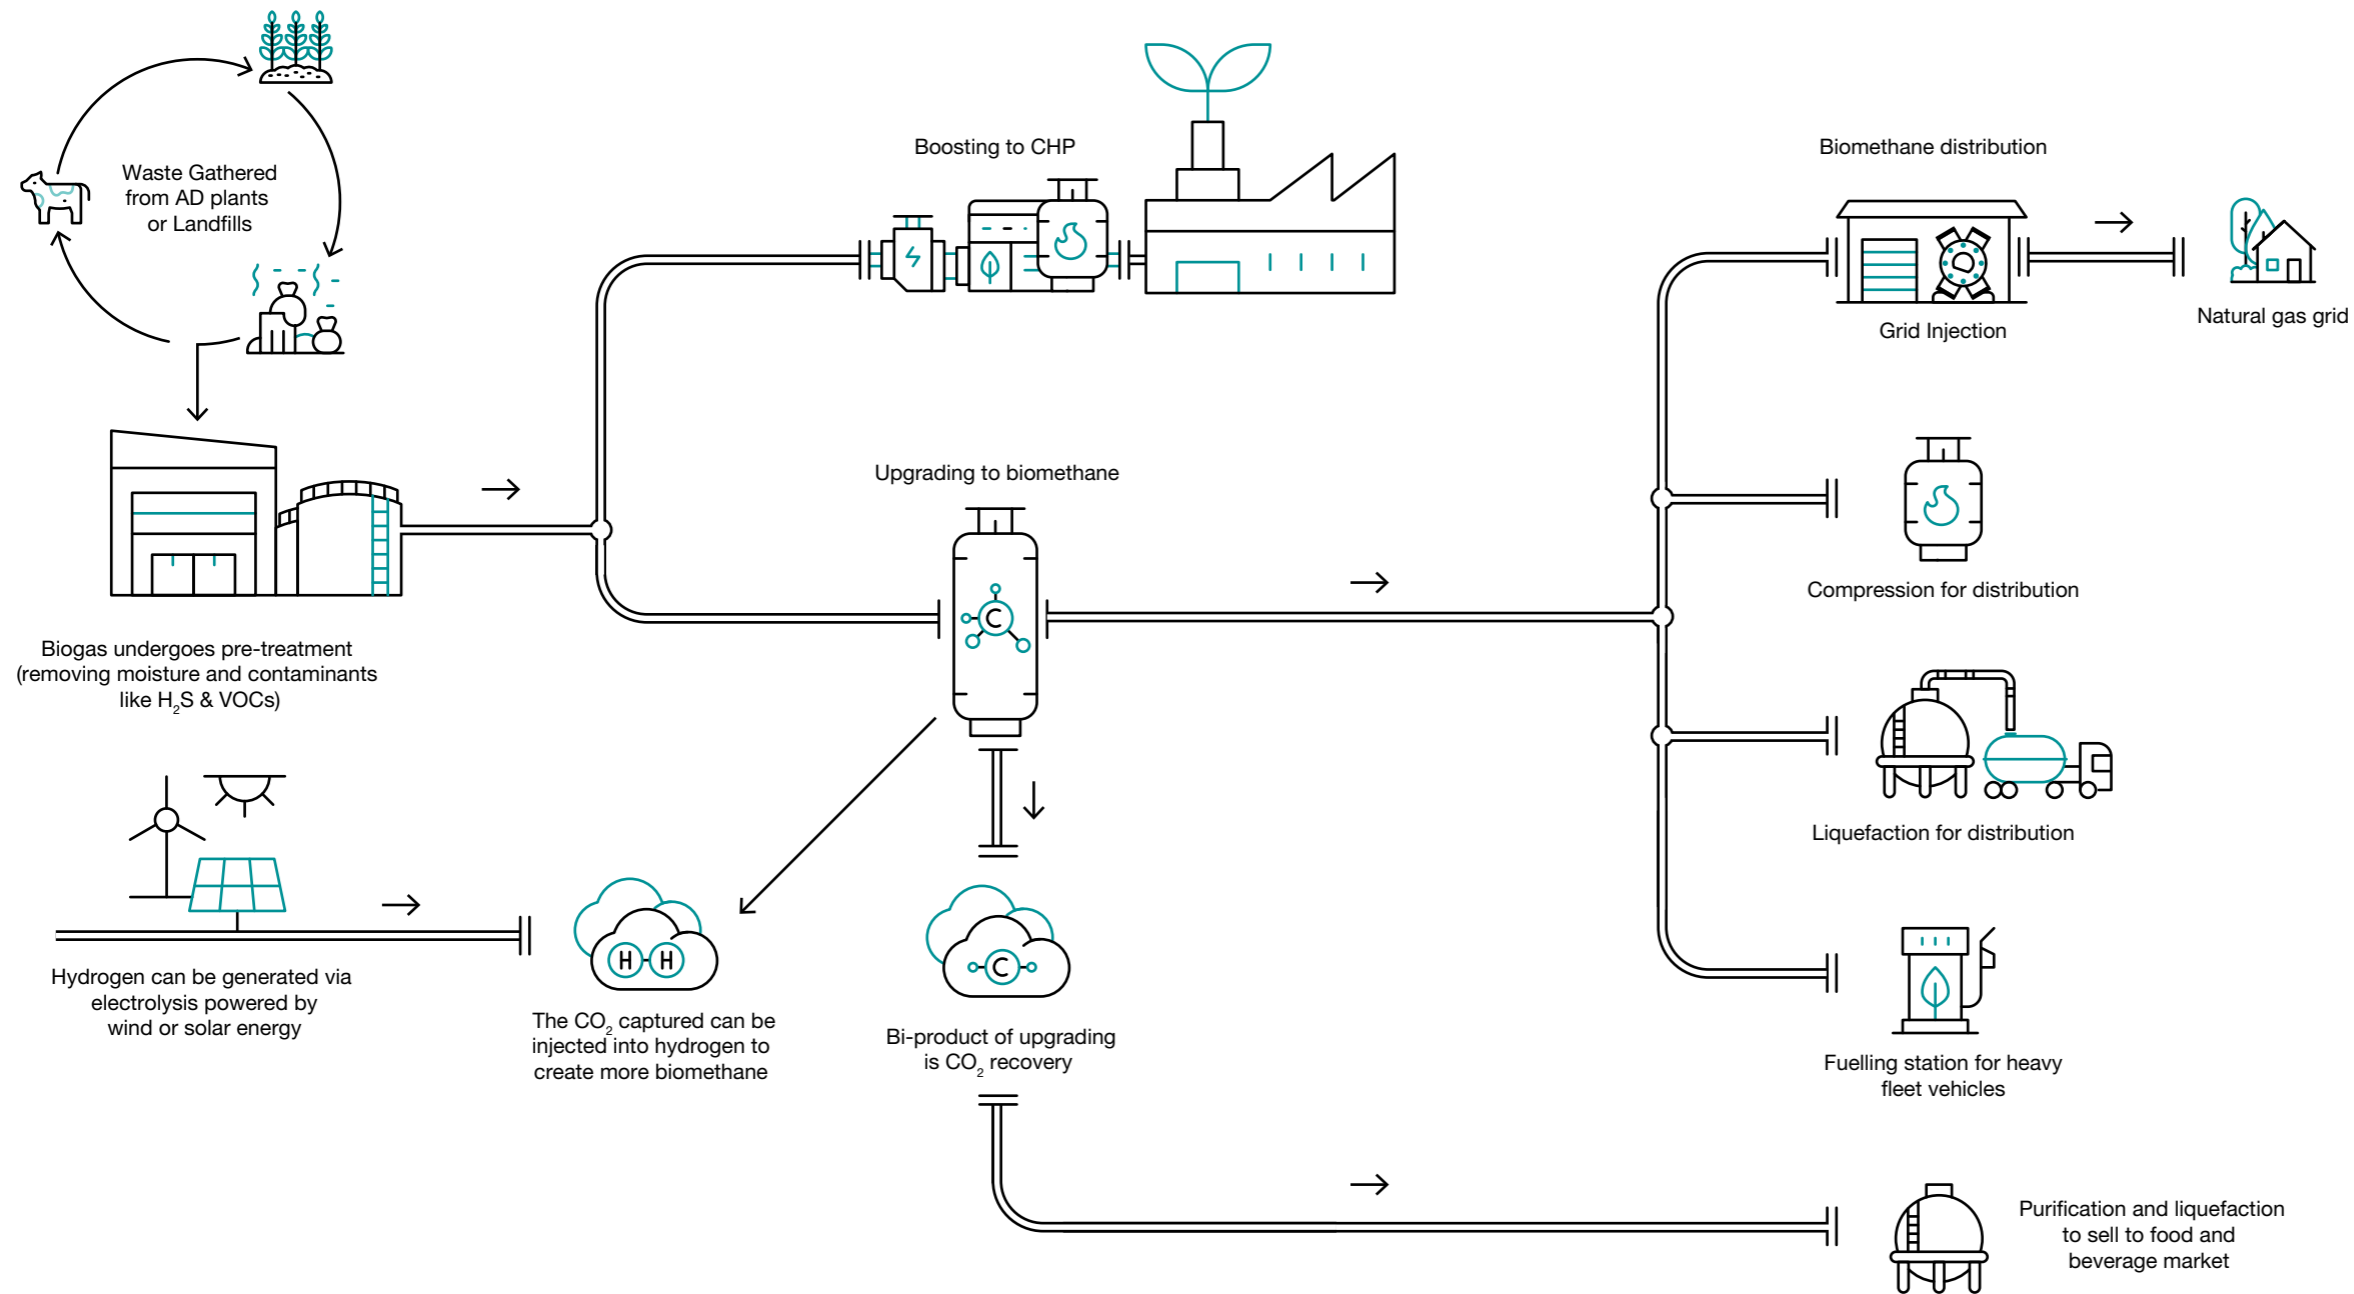 Waste Gathered
from AD plants
or Landfills
Boosting to CHP
Biomethane distribution
Grid Injection
Natural gas grid
Upgrading to biomethane
C
Compression for distribution
Biogas undergoes pre-treatment
(removing moisture and contaminants
like H₂S & VOCs)
Liquefaction for distribution
Hydrogen can be generated via
electrolysis powered by
wind or solar energy
H H
The CO₂ captured can be
injected into hydrogen to
create more biomethane
C
Bi-product of upgrading
is CO₂ recovery
Fuelling station for heavy
fleet vehicles
Purification and liquefaction
to sell to food and
beverage market